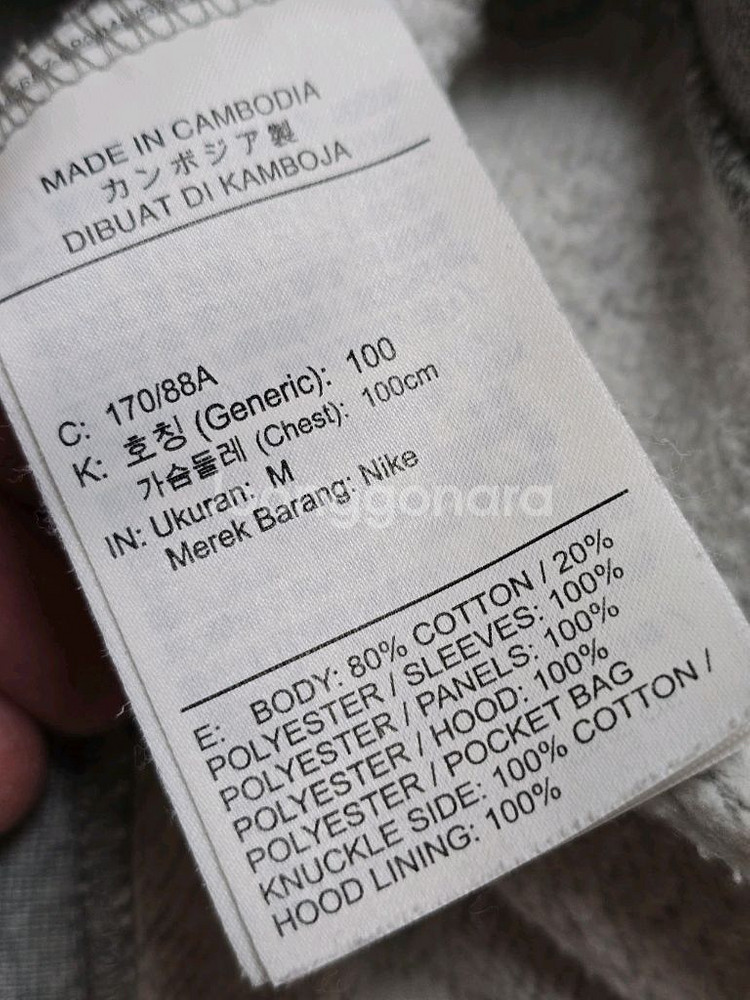 MADE IN CAMBODIA
カンボジア製
DIBUAT DI KAMBOJA
C: 170/88A
K: 호칭 (Generic): 100
가슴둘레 (Chest): 100cm
IN: Ukuran: M
Merek Barang: Nike
E: BODY: 80% COTTON / 20%
POLYESTER / SLEEVES: 100%
POLYESTER / PANELS: 100%
POLYESTER / HOOD: 100%
POLYESTER / POCKET BAG
KNUCKLE SIDE: 100% COTTON /
HOOD LINING: 100%